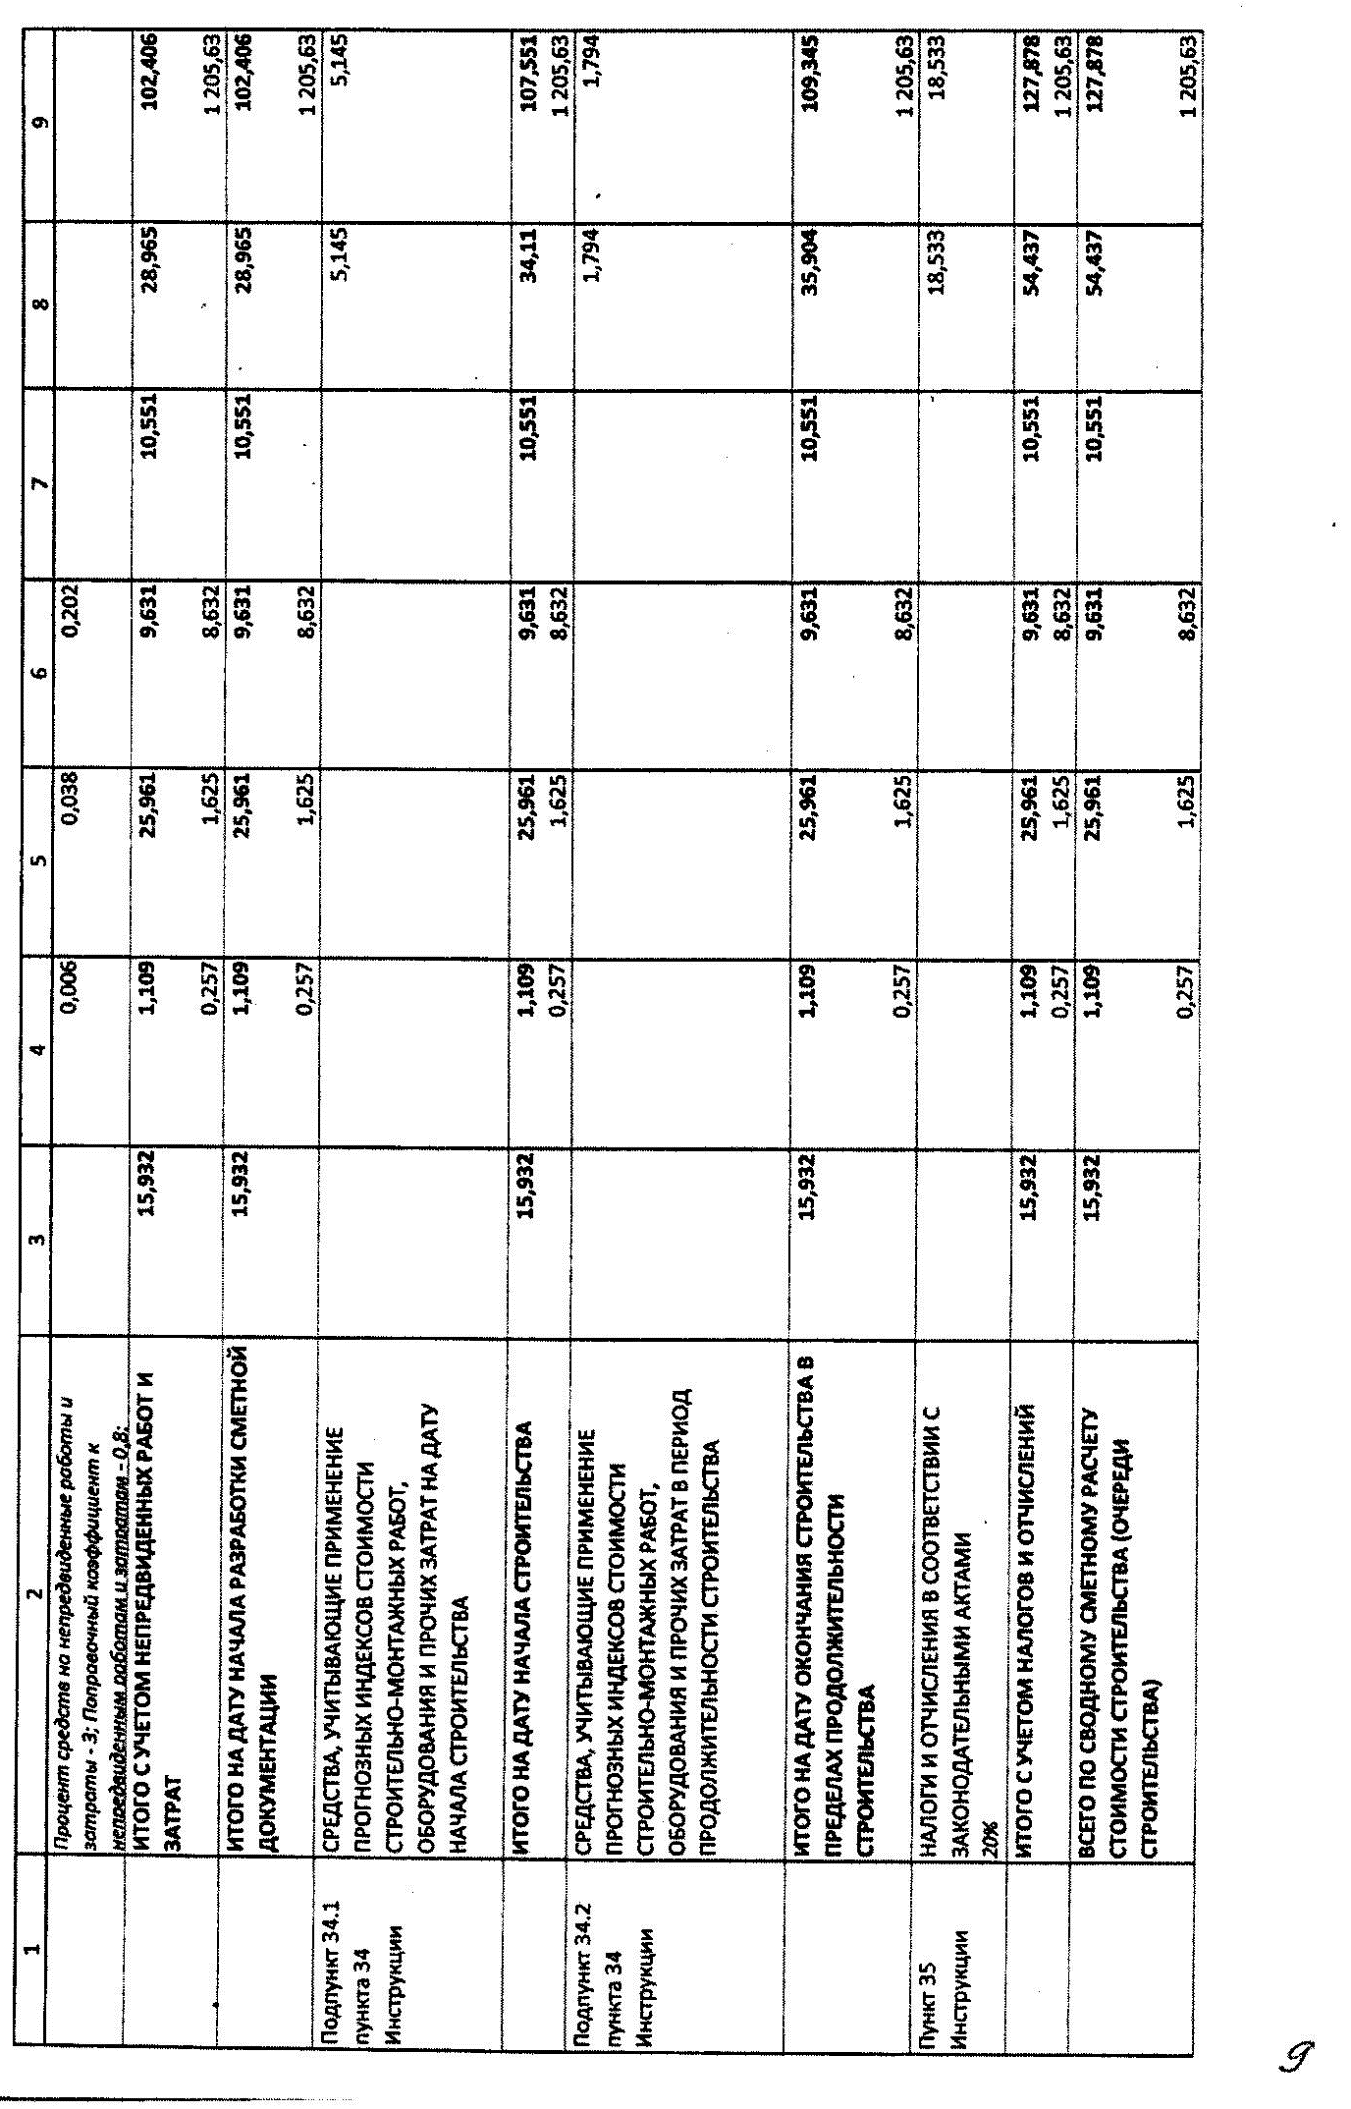 1 2 3 4 5 6 7 8 9
Процент средств на непредвиденные работы и 0,006 0,038 0,202
затраты - 3; Поправочный коэффициент к
непредвиденным работам и затратам - 0,8;
ИТОГО С УЧЕТОМ НЕПРЕДВИДЕННЫХ РАБОТ И 15,932 1,109 25,961 9,631 10,551 28,965 102,406
ЗАТРАТ
0,257 1,625 8,632 1 205,63
ИТОГО НА ДАТУ НАЧАЛА РАЗРАБОТКИ СМЕТНОЙ 15,932 1,109 25,961 9,631 10,551 28,965 102,406
ДОКУМЕНТАЦИИ
0,257 1,625 8,632 1 205,63
Подпункт 34.1 СРЕДСТВА, УЧИТЫВАЮЩИЕ ПРИМЕНЕНИЕ 5,145 5,145
пункта 34 ПРОГНОЗНЫХ ИНДЕКСОВ СТОИМОСТИ
Инструкции СТРОИТЕЛЬНО-МОНТАЖНЫХ РАБОТ,
ОБОРУДОВАНИЯ И ПРОЧИХ ЗАТРАТ НА ДАТУ
НАЧАЛА СТРОИТЕЛЬСТВА
ИТОГО НА ДАТУ НАЧАЛА СТРОИТЕЛЬСТВА 15,932 1,109 25,961 9,631 10,551 34,11 107,551
0,257 1,625 8,632 1 205,63
Подпункт 34.2 СРЕДСТВА, УЧИТЫВАЮЩИЕ ПРИМЕНЕНИЕ 1,794 1,794
пункта 34 ПРОГНОЗНЫХ ИНДЕКСОВ СТОИМОСТИ
Инструкции СТРОИТЕЛЬНО-МОНТАЖНЫХ РАБОТ,
ОБОРУДОВАНИЯ И ПРОЧИХ ЗАТРАТ В ПЕРИОД
ПРОДОЛЖИТЕЛЬНОСТИ СТРОИТЕЛЬСТВА
ИТОГО НА ДАТУ ОКОНЧАНИЯ СТРОИТЕЛЬСТВА В 15,932 1,109 25,961 9,631 10,551 35,904 109,345
ПРЕДЕЛАХ ПРОДОЛЖИТЕЛЬНОСТИ
СТРОИТЕЛЬСТВА
0,257 1,625 8,632 1 205,63
Пункт 35 НАЛОГИ И ОТЧИСЛЕНИЯ В СООТВЕТСТВИИ С 18,533 18,533
Инструкции ЗАКОНОДАТЕЛЬНЫМИ АКТАМИ
20%
ИТОГО С УЧЕТОМ НАЛОГОВ И ОТЧИСЛЕНИЙ 15,932 1,109 25,961 9,631 10,551 54,437 127,878
0,257 1,625 8,632 1 205,63
ВСЕГО ПО СВОДНОМУ СМЕТНОМУ РАСЧЕТУ 15,932 1,109 25,961 9,631 10,551 54,437 127,878
СТОИМОСТИ СТРОИТЕЛЬСТВА (ОЧЕРЕДИ
СТРОИТЕЛЬСТВА)
0,257 1,625 8,632 1 205,63
9